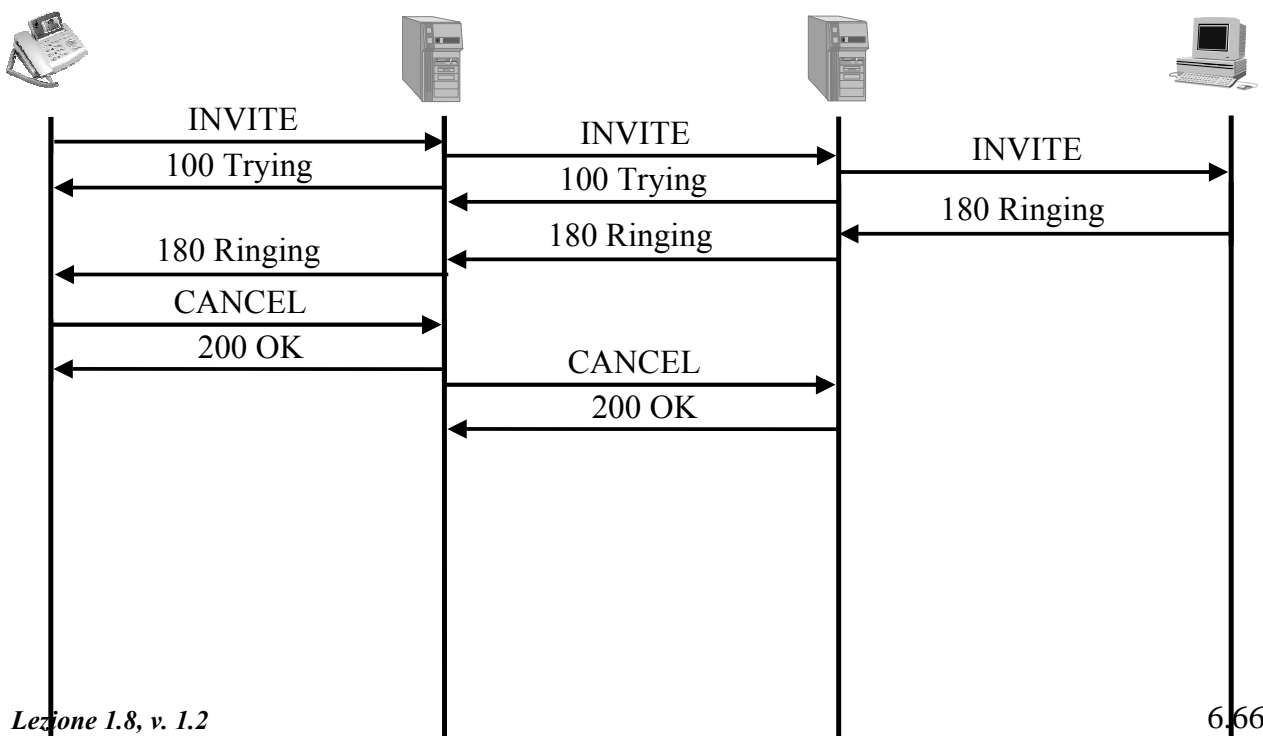 INVITE
INVITE
INVITE
100 Trying
100 Trying
180 Ringing
180 Ringing
180 Ringing
CANCEL
200 OK
CANCEL
200 OK
Lezione 1.8, v. 1.2
6.66